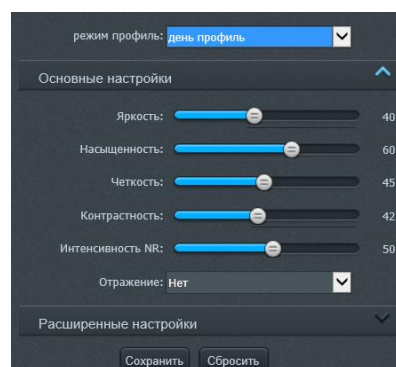 режим профиль: день профиль
Основные настройки
Яркость: 40
Насыщенность: 60
Четкость: 45
Контрастность: 42
Интенсивность NR: 50
Отражение: Нет
Расширенные настройки
Сохранить Сбросить